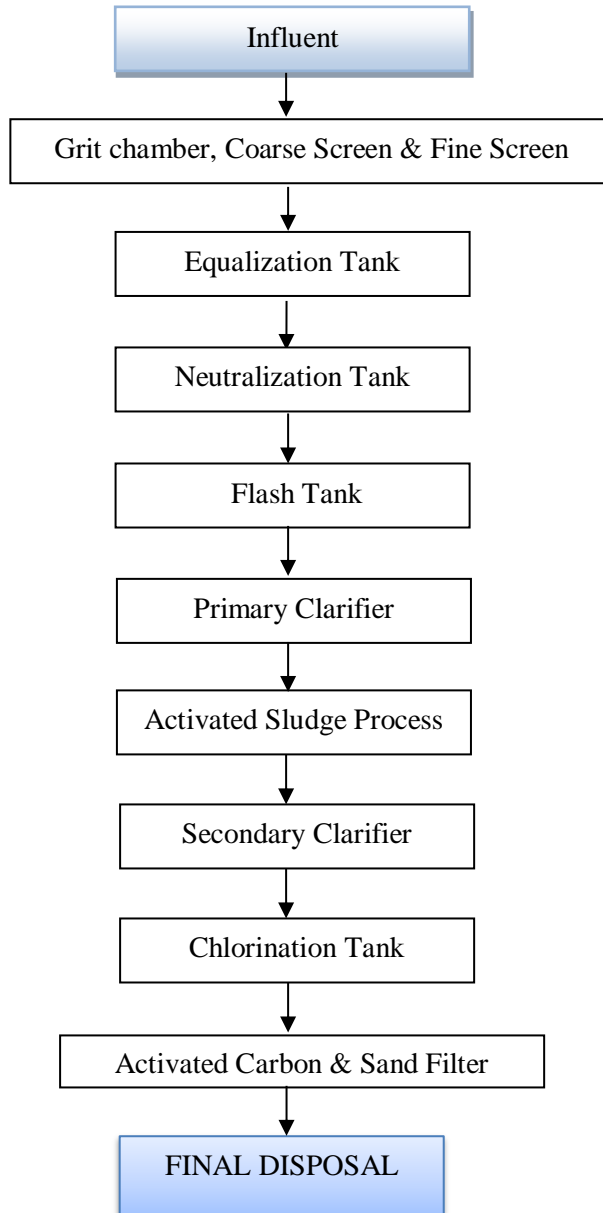 Influent
Grit chamber, Coarse Screen & Fine Screen
Equalization Tank
Neutralization Tank
Flash Tank
Primary Clarifier
Activated Sludge Process
Secondary Clarifier
Chlorination Tank
Activated Carbon & Sand Filter
FINAL DISPOSAL